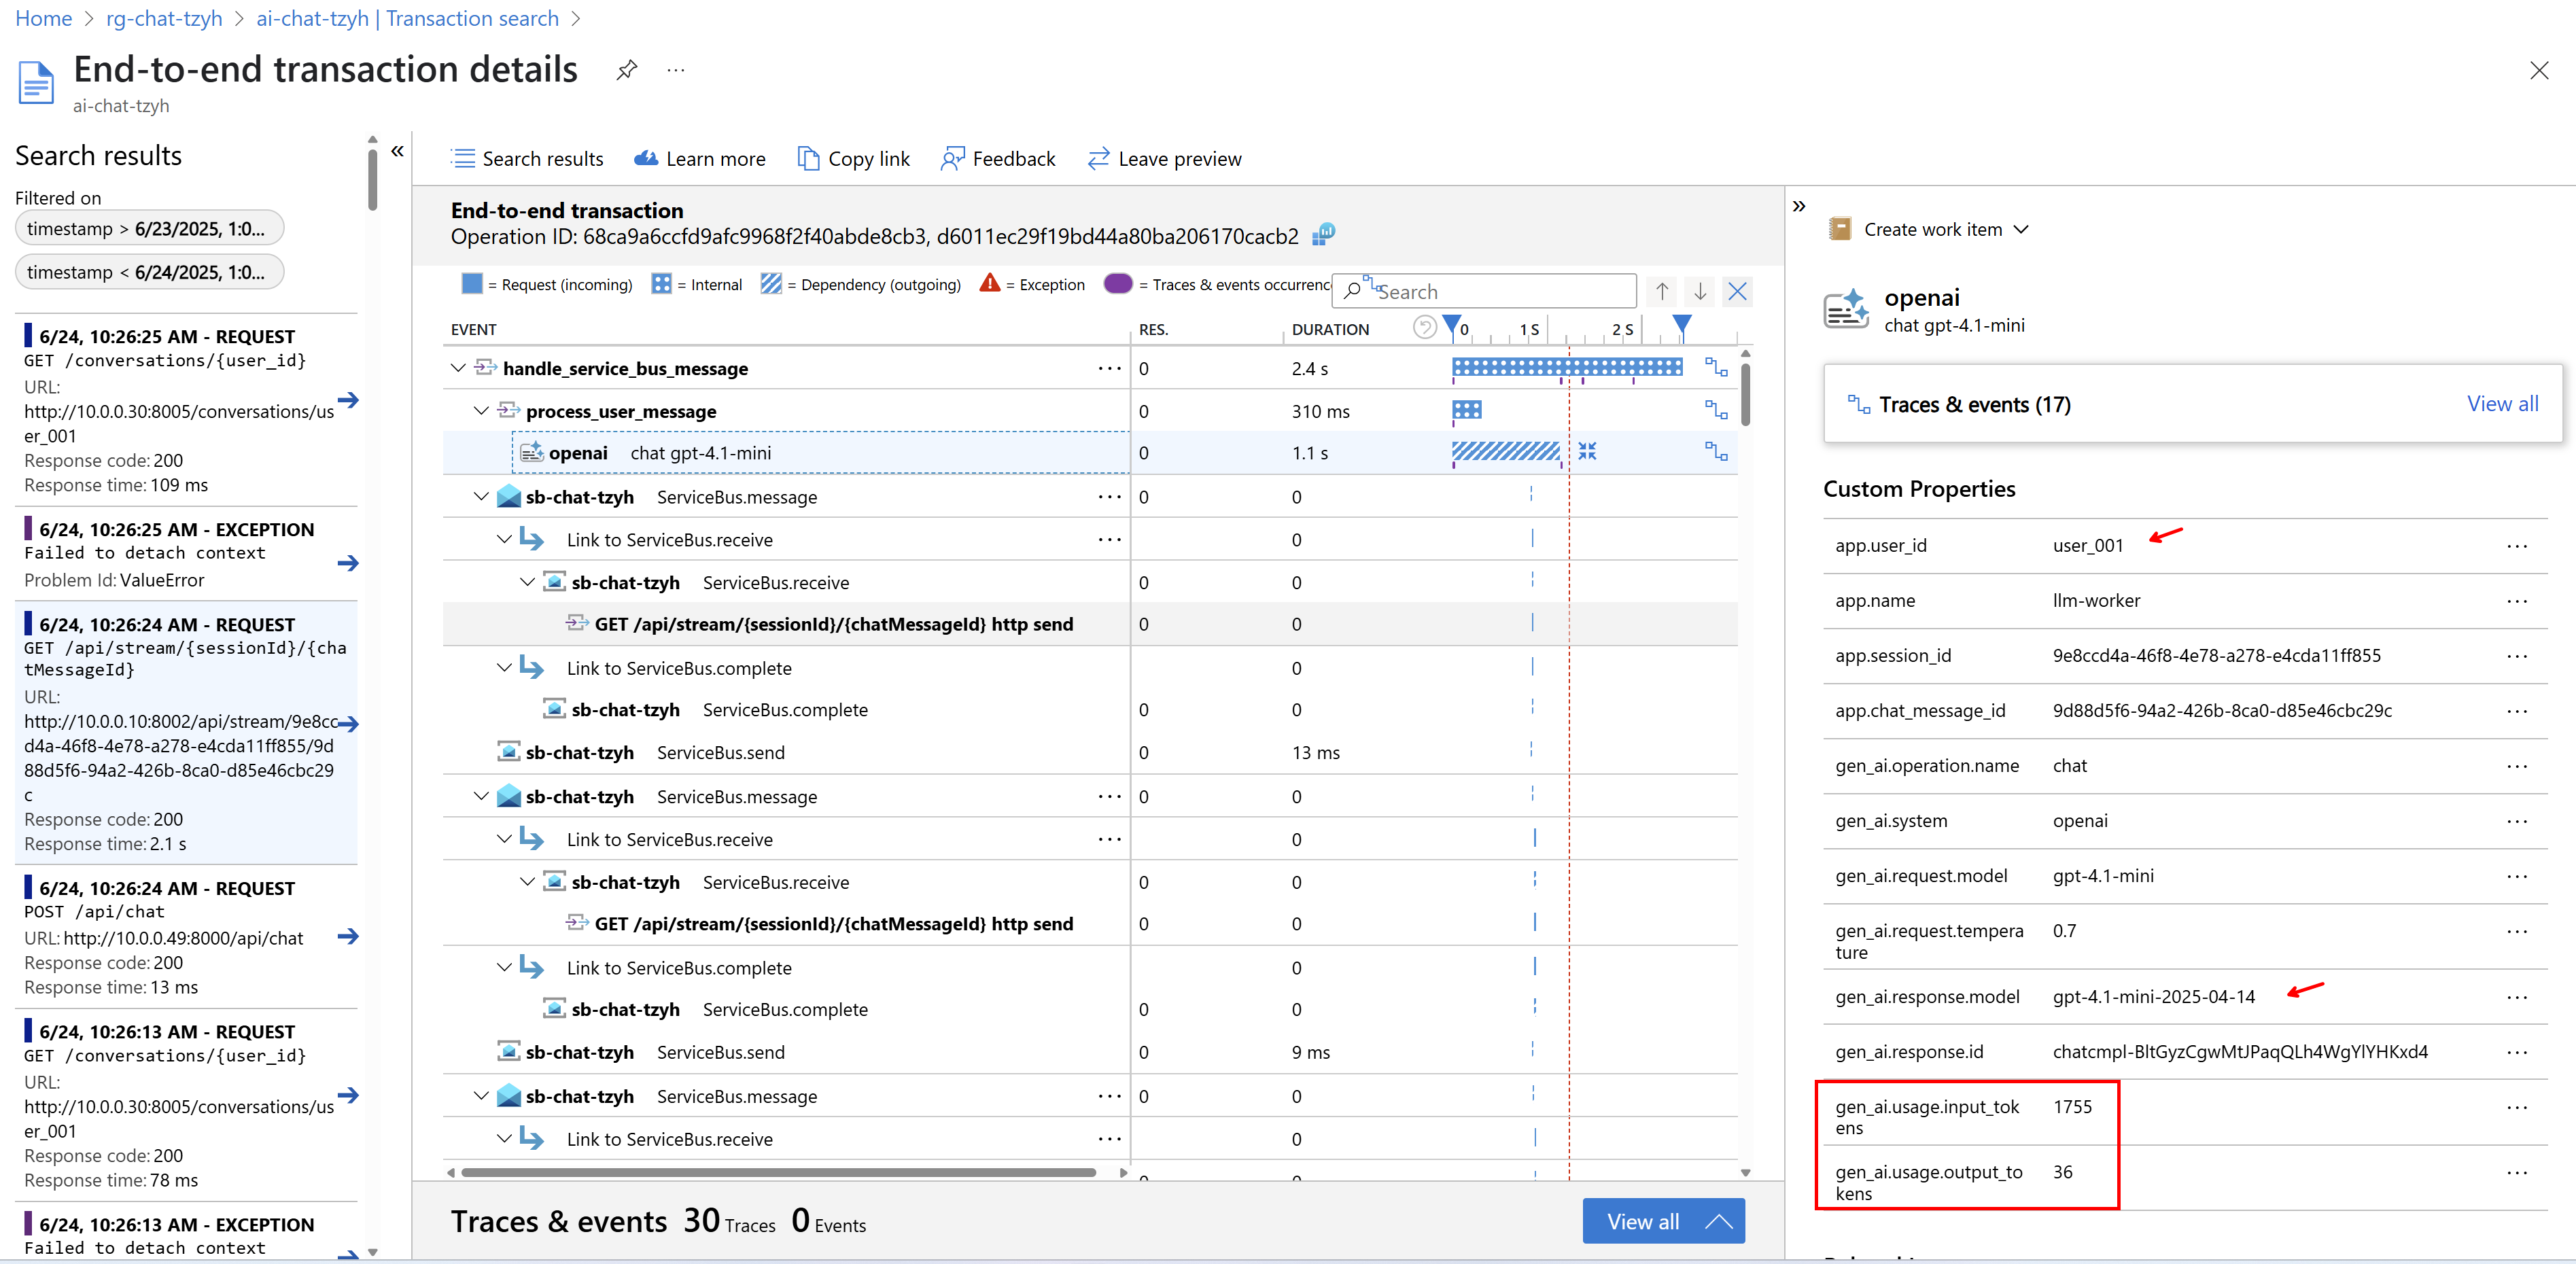 Home > rg-chat-tzyh > ai-chat-tzyh | Transaction search >
End-to-end transaction details
ai-chat-tzyh
Search results
Filtered on
timestamp > 6/23/2025, 1:0...
timestamp < 6/24/2025, 1:0...
6/24, 10:26:25 AM - REQUEST
GET /conversations/{user_id}
URL:
http://10.0.0.30:8005/conversations/us
er_001
Response code: 200
Response time: 109 ms
6/24, 10:26:25 AM - EXCEPTION
Failed to detach context
Problem Id: ValueError
6/24, 10:26:24 AM - REQUEST
GET /api/stream/{sessionId}/{cha
tMessageId}
URL:
http://10.0.0.10:8002/api/stream/9e8cc
d4a-46f8-4e78-a278-e4cda11ff855/9d
88d5f6-94a2-426b-8ca0-d85e46cbc29
c
Response code: 200
Response time: 2.1 s
6/24, 10:26:24 AM - REQUEST
POST /api/chat
URL: http://10.0.0.49:8000/api/chat
Response code: 200
Response time: 13 ms
6/24, 10:26:13 AM - REQUEST
GET /conversations/{user_id}
URL:
http://10.0.0.30:8005/conversations/us
er_001
Response code: 200
Response time: 78 ms
6/24, 10:26:13 AM - EXCEPTION
Failed to detach context
Search results Learn more Copy link Feedback Leave preview
End-to-end transaction
Operation ID: 68ca9a6ccfd9afc9968f2f40abde8cb3, d6011ec29f19bd44a80ba206170cacb2
= Request (incoming) = Internal = Dependency (outgoing) = Exception = Traces & events occurrenc Search
EVENT RES. DURATION 0 1 S 2 S
handle_service_bus_message ... 0 2.4 s
process_user_message 0 310 ms
openai chat gpt-4.1-mini 0 1.1 s
sb-chat-tzyh ServiceBus.message ... 0 0
Link to ServiceBus.receive ... 0
sb-chat-tzyh ServiceBus.receive 0 0
GET /api/stream/{sessionId}/{chatMessageId} http send 0 0
Link to ServiceBus.complete 0
sb-chat-tzyh ServiceBus.complete 0 0
sb-chat-tzyh ServiceBus.send 0 13 ms
sb-chat-tzyh ServiceBus.message ... 0 0
Link to ServiceBus.receive ... 0
sb-chat-tzyh ServiceBus.receive 0 0
GET /api/stream/{sessionId}/{chatMessageId} http send 0 0
Link to ServiceBus.complete 0
sb-chat-tzyh ServiceBus.complete 0 0
sb-chat-tzyh ServiceBus.send 0 9 ms
sb-chat-tzyh ServiceBus.message ... 0 0
Link to ServiceBus.receive ... 0
Traces & events 30 Traces 0 Events View all
Create work item
openai
chat gpt-4.1-mini
Traces & events (17) View all
Custom Properties
app.user_id user_001 ...
app.name llm-worker ...
app.session_id 9e8ccd4a-46f8-4e78-a278-e4cda11ff855 ...
app.chat_message_id 9d88d5f6-94a2-426b-8ca0-d85e46cbc29c ...
gen_ai.operation.name chat ...
gen_ai.system openai ...
gen_ai.request.model gpt-4.1-mini ...
gen_ai.request.tempera 0.7 ...
ture
gen_ai.response.model gpt-4.1-mini-2025-04-14 ...
gen_ai.response.id chatcmpl-BltGyzCgwMtJPaqQLh4WgYlYHKxd4 ...
gen_ai.usage.input_tok 1755 ...
ens
gen_ai.usage.output_to 36 ...
kens